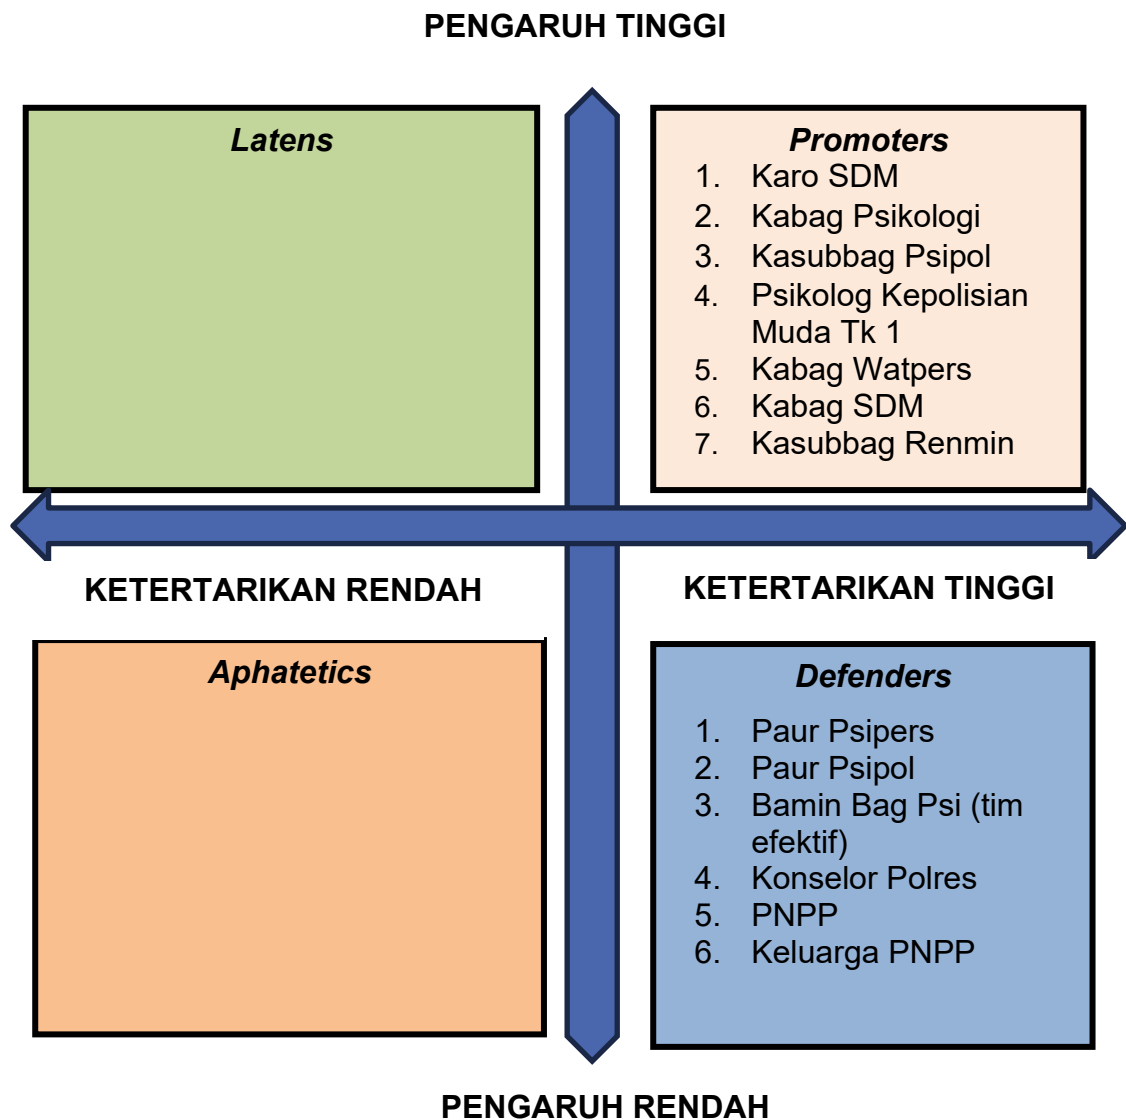 PENGARUH TINGGI
Latens
Promoters
1. Karo SDM
2. Kabag Psikologi
3. Kasubbag Psipol
4. Psikolog Kepolisian
Muda Tk 1
5. Kabag Watpers
6. Kabag SDM
7. Kasubbag Renmin
KETERTARIKAN RENDAH
KETERTARIKAN TINGGI
Aphatetics
Defenders
1. Paur Psipers
2. Paur Psipol
3. Bamin Bag Psi (tim
efektif)
4. Konselor Polres
5. PNPP
6. Keluarga PNPP
PENGARUH RENDAH